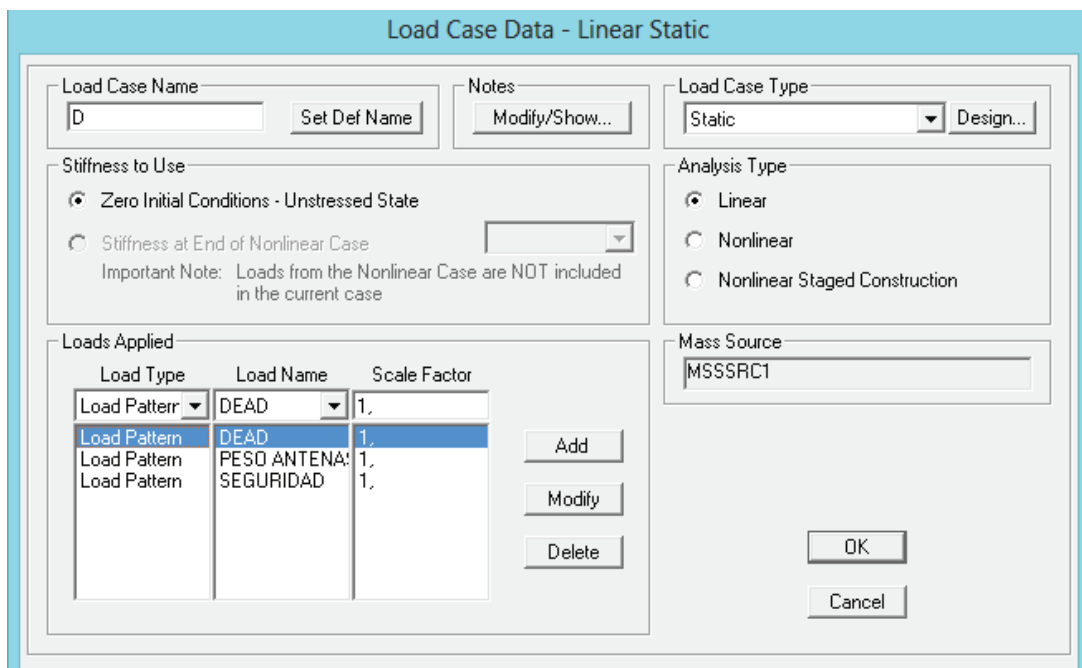 Load Case Data - Linear Static
Load Case Name
D
Set Def Name
Notes
Modify/Show...
Load Case Type
Static
Design...
Stiffness to Use
Zero Initial Conditions - Unstressed State
Stiffness at End of Nonlinear Case
Important Note: Loads from the Nonlinear Case are NOT included
in the current case
Analysis Type
Linear
Nonlinear
Nonlinear Staged Construction
Loads Applied
Load Type Load Name Scale Factor
Load Pattern DEAD 1,
Load Pattern DEAD 1,
Load Pattern PESO ANTENAS 1,
Load Pattern SEGURIDAD 1,
Add
Modify
Delete
Mass Source
MSSSRC1
OK
Cancel